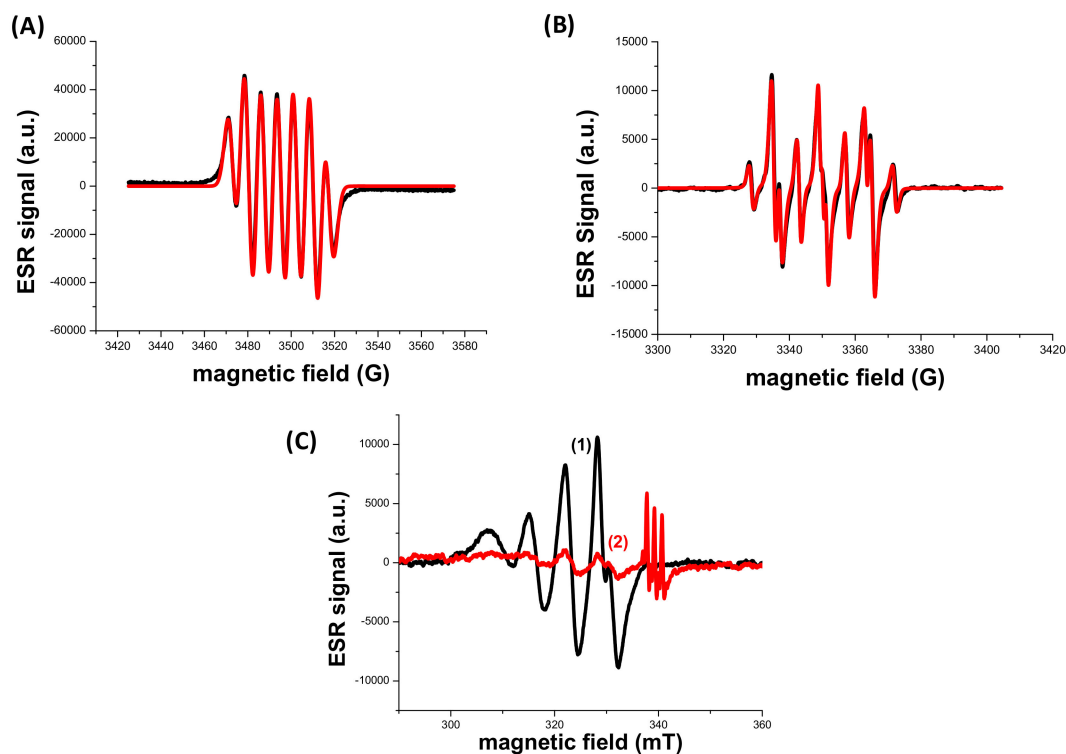 (A)
ESR signal (a.u.)
60000
40000
20000
0
-20000
-40000
-60000
3420 3440 3460 3480 3500 3520 3540 3560 3580
magnetic field (G)
(B)
ESR Signal (a.u.)
15000
10000
5000
0
-5000
-10000
-15000
3300 3320 3340 3360 3380 3400 3420
magnetic field (G)
(C)
ESR signal (a.u.)
10000
5000
0
-5000
-10000
(1)
(2)
300 320 340 360
magnetic field (mT)